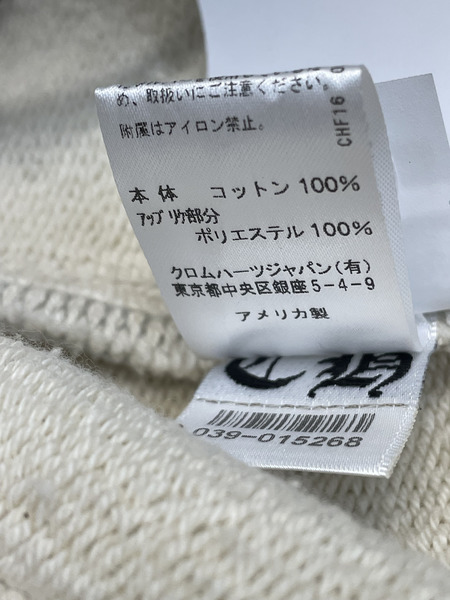 め、取扱いにご注意ください。
附属はアイロン禁止。
CHF16
本体 コットン 100%
アップリケ部分
ポリエステル 100%
クロムハーツジャパン(有)
東京都中央区銀座5-4-9
アメリカ製
CH
039-015268